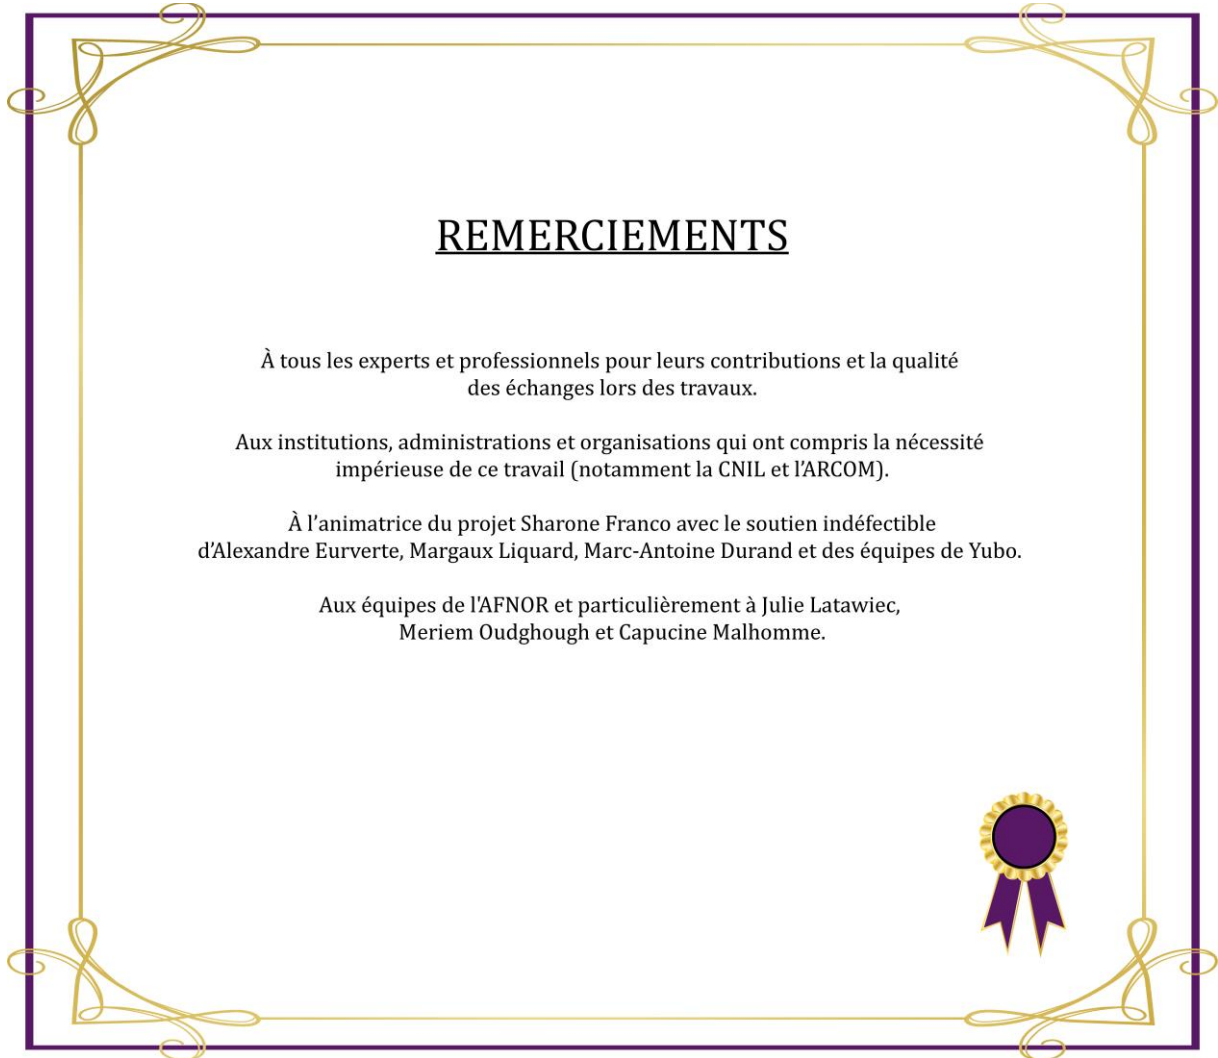 REMERCIEMENTS
À tous les experts et professionnels pour leurs contributions et la qualité
des échanges lors des travaux.
Aux institutions, administrations et organisations qui ont compris la nécessité
impérieuse de ce travail (notamment la CNIL et l’ARCOM).
À l’animatrice du projet Sharone Franco avec le soutien indéfectible
d’Alexandre Eurverte, Margaux Liquard, Marc-Antoine Durand et des équipes de Yubo.
Aux équipes de l'AFNOR et particulièrement à Julie Latawiec,
Meriem Oudghough et Capucine Malhomme.